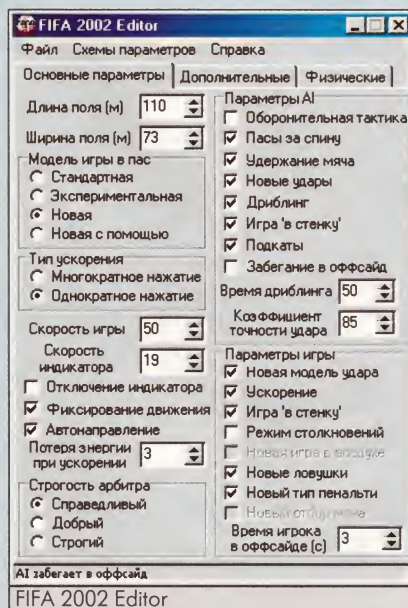 FIFA 2002 Editor
Файл Схемы параметров Справка
Основные параметры Дополнительные Физические
Длина поля (м) 110
Ширина поля (м) 73
Модель игры в пас
Стандартная
Экспериментальная
Новая
Новая с помощью
Тип ускорения
Многократное нажатие
Однократное нажатие
Скорость игры 50
Скорость
индикатора 19
Отключение индикатора
Фиксирование движения
Автонаправление
Потеря энергии
при ускорении 3
Строгость арбитра
Справедливый
Добрый
Строгий
Параметры AI
Оборонительная тактика
Пасы за спину
Удержание мяча
Новые удары
Дриблинг
Игра 'в стенку'
Подкаты
Забегание в оффсайд
Время дриблинга 50
Коэффициент
точности удара 85
Параметры игры
Новая модель удара
Ускорение
Игра 'в стенку'
Режим столкновений
Новая игра в воздухе
Новые ловушки
Новый тип пенальти
Новый
Время игрока
в оффсайде (с) 3
AI забегает в оффсайд
FIFA 2002 Editor